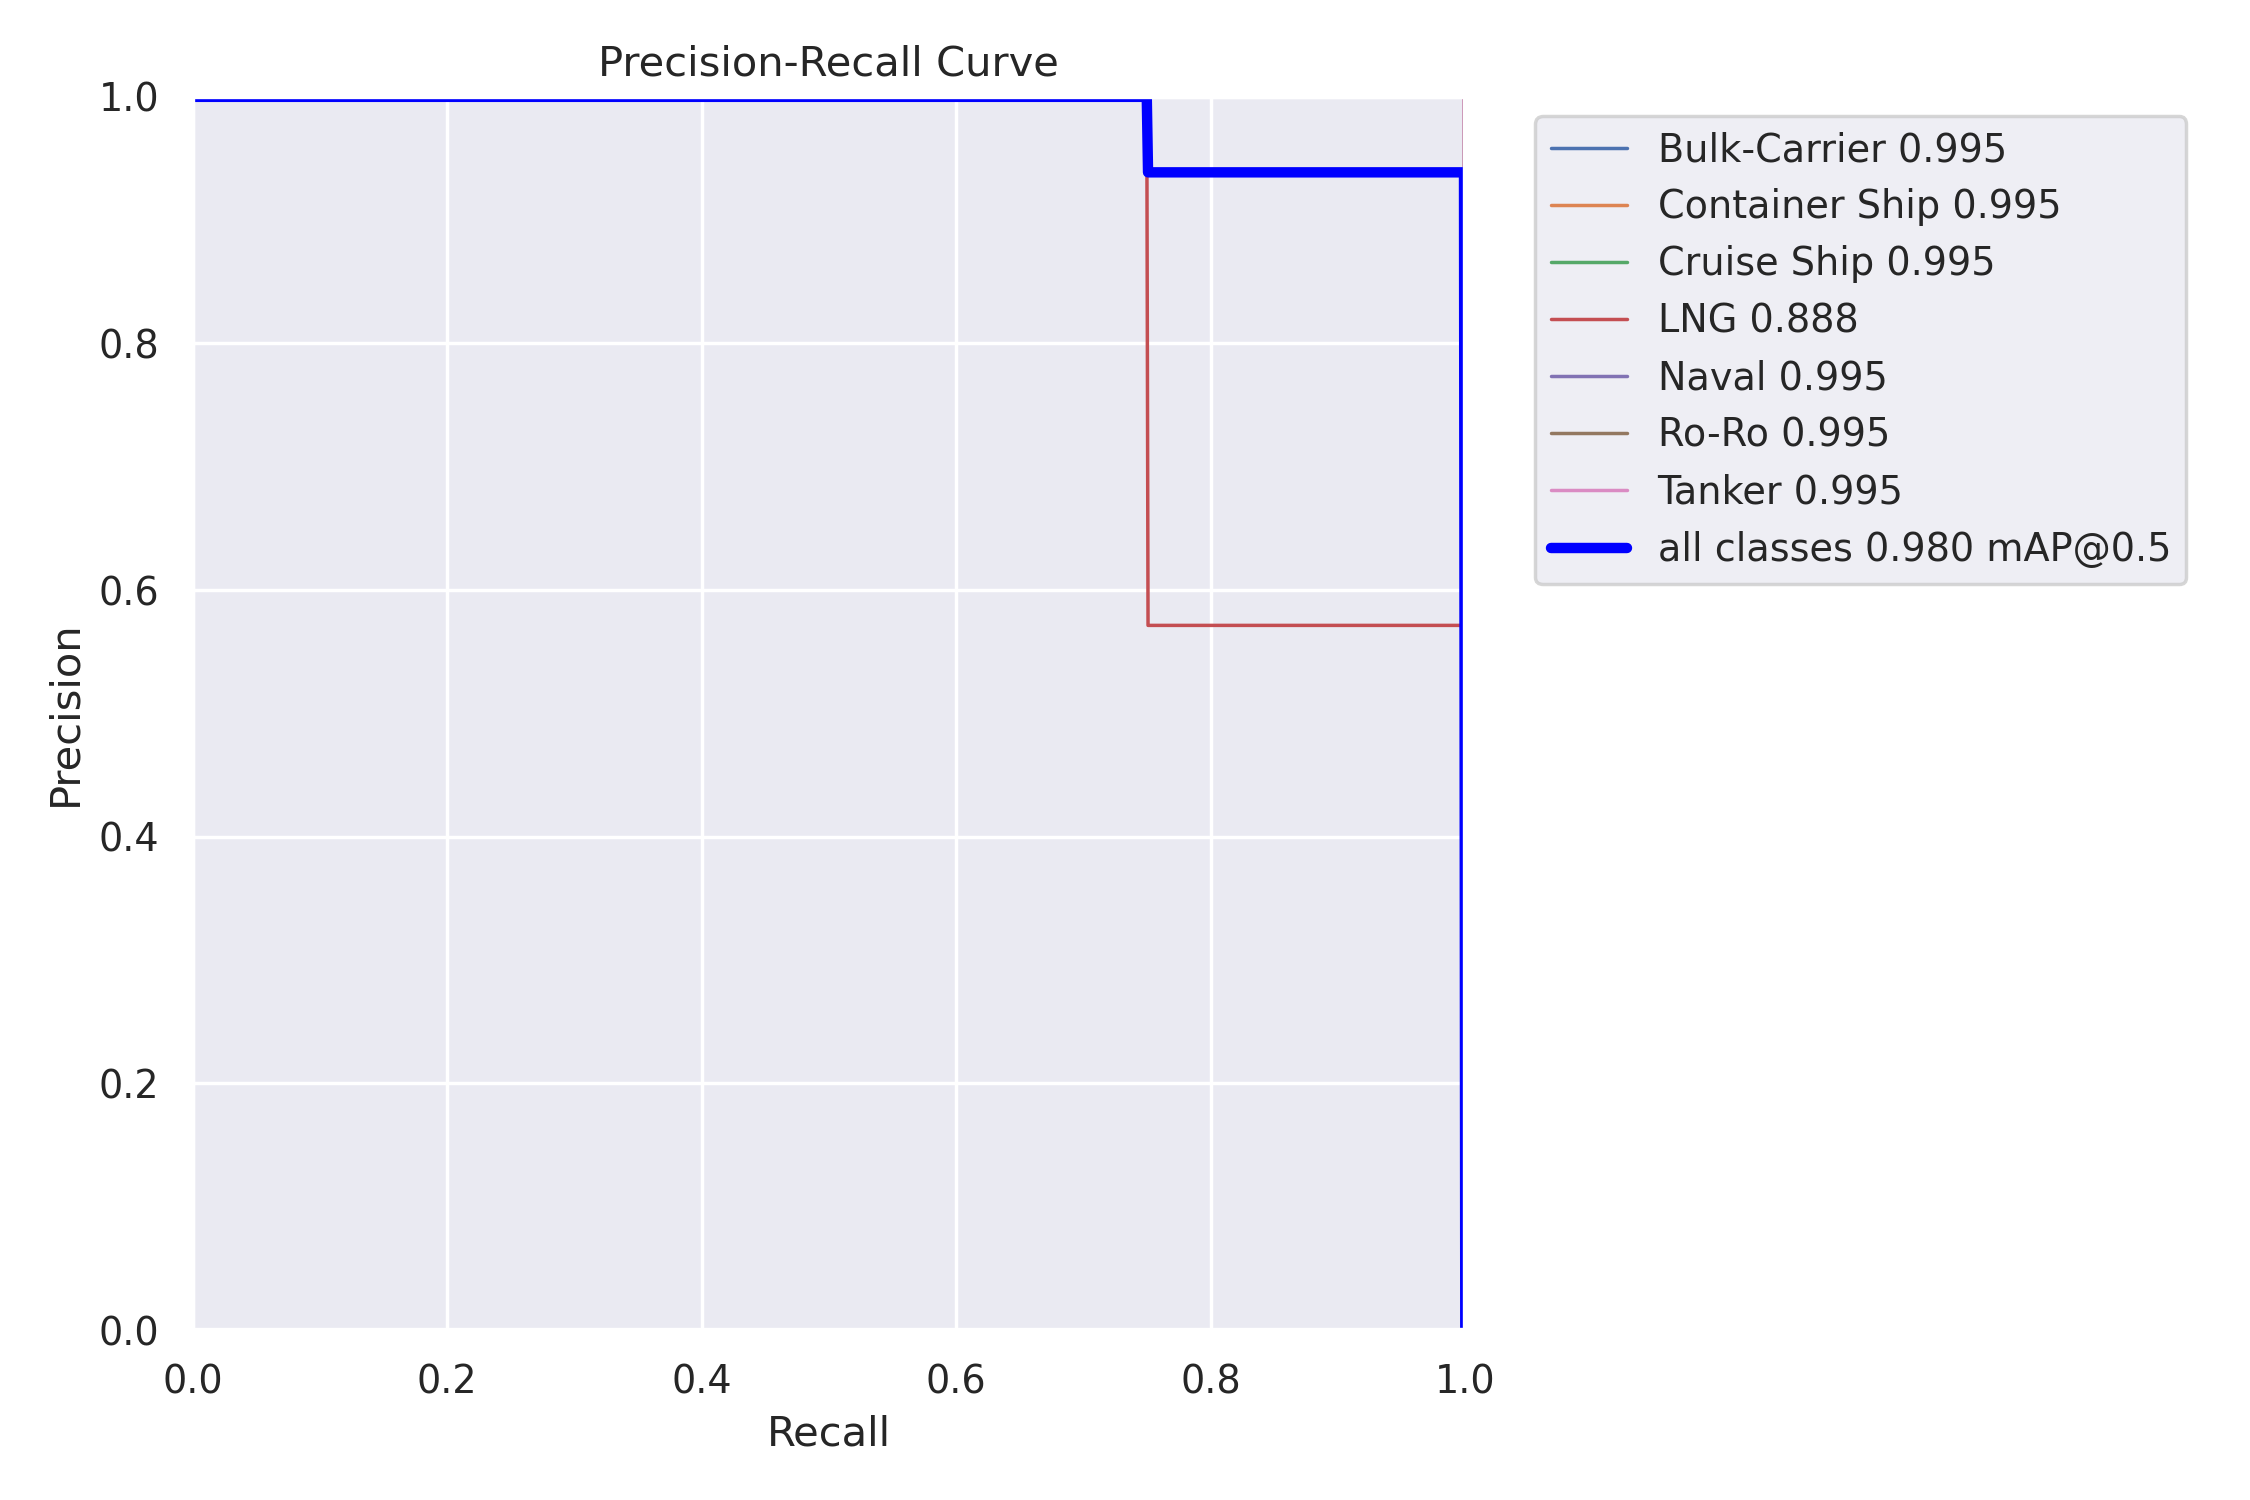 Precision-Recall Curve
1.0
0.8
0.6
0.4
0.2
0.0
Precision
0.0 0.2 0.4 0.6 0.8 1.0
Recall
Bulk-Carrier 0.995
Container Ship 0.995
Cruise Ship 0.995
LNG 0.888
Naval 0.995
Ro-Ro 0.995
Tanker 0.995
all classes 0.980 mAP@0.5